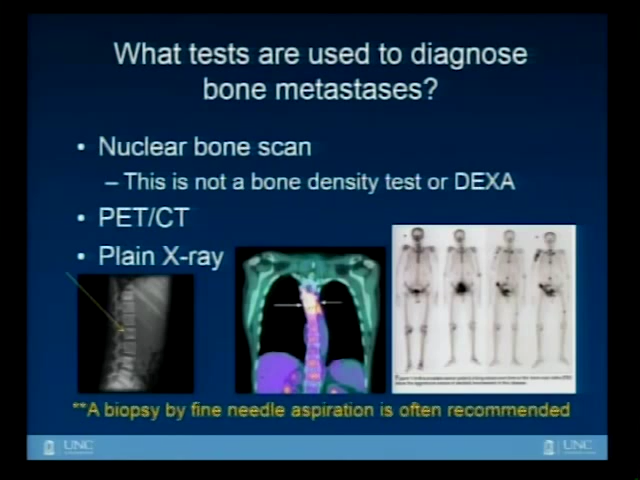 What tests are used to diagnose
bone metastases?
• Nuclear bone scan
– This is not a bone density test or DEXA
• PET/CT
• Plain X-ray
**A biopsy by fine needle aspiration is often recommended
UNC
UNC